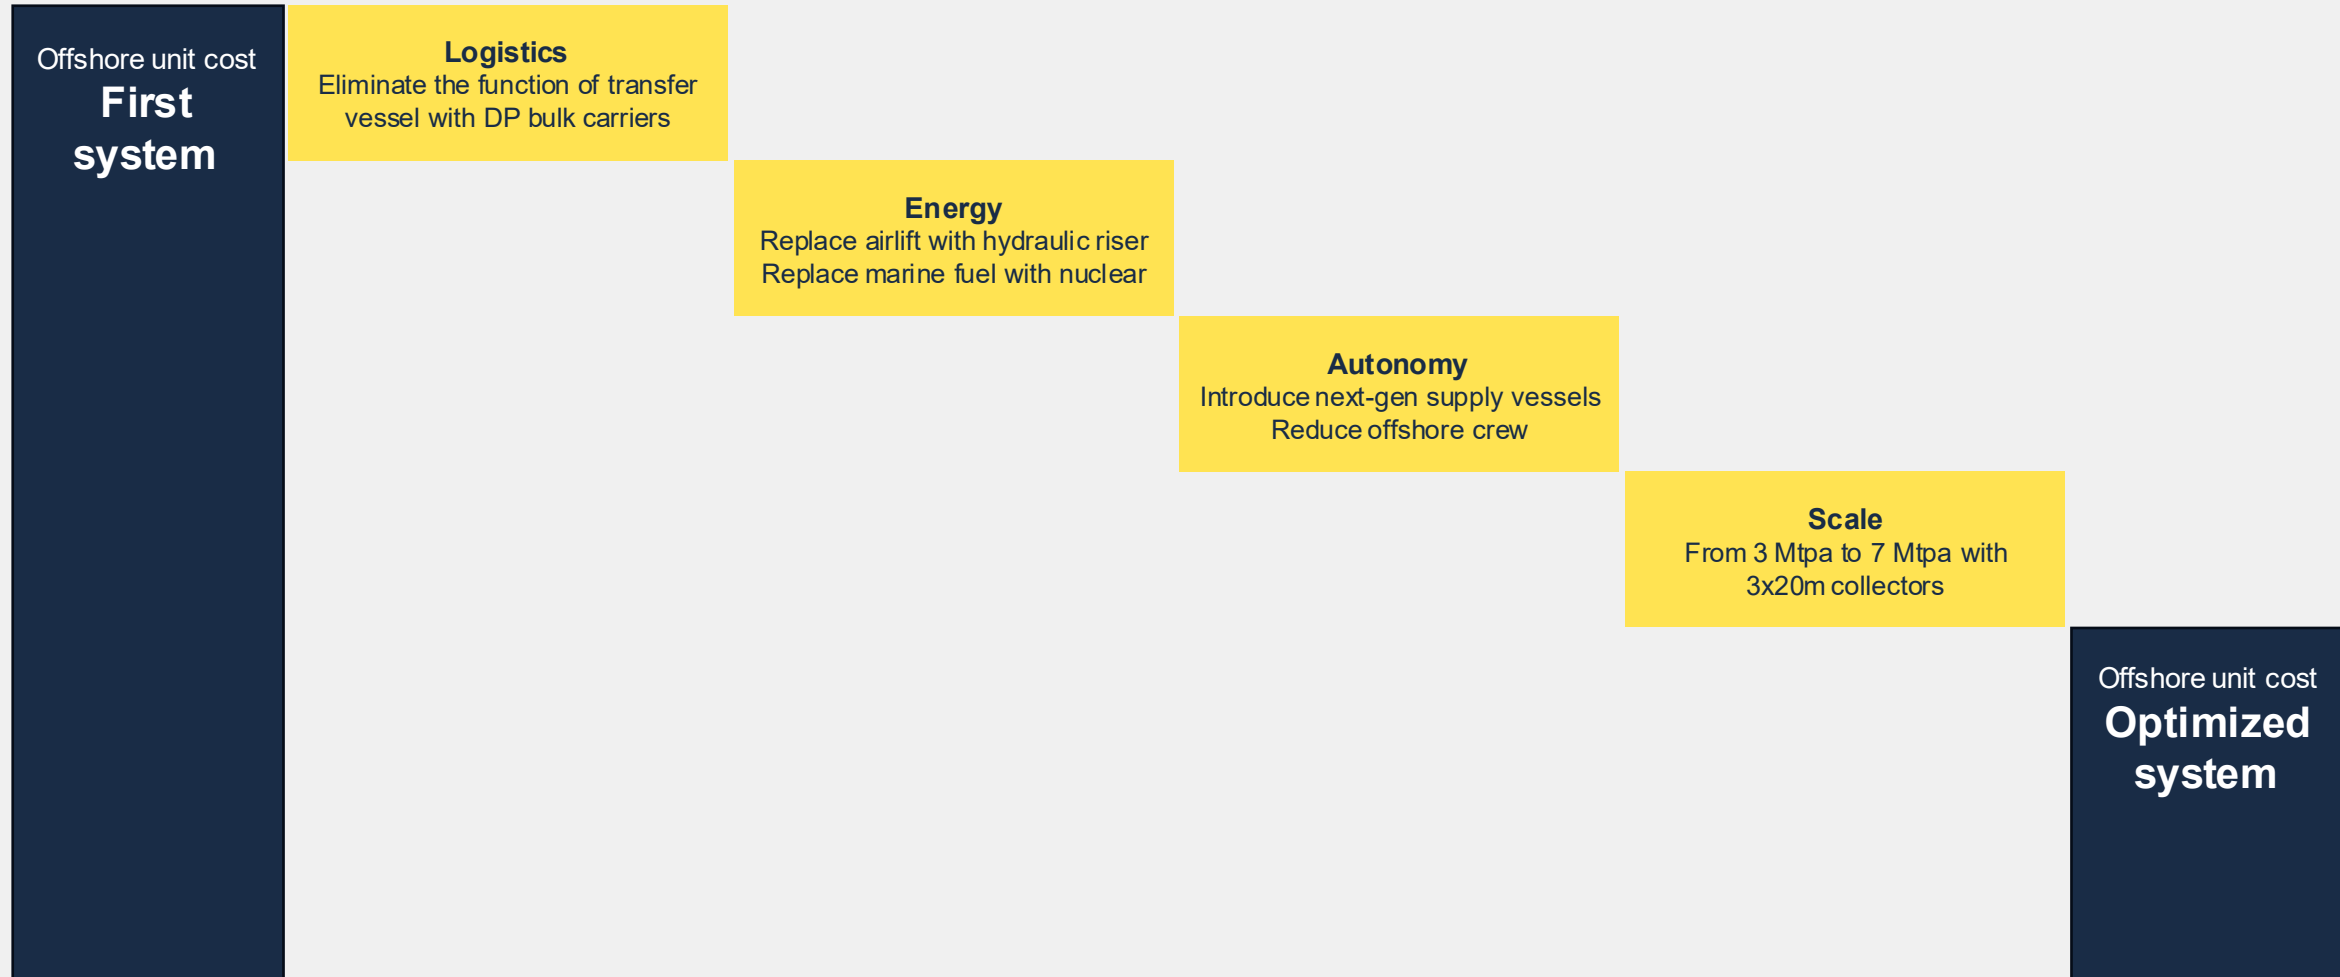 Offshore unit cost
First
system
Logistics
Eliminate the function of transfer
vessel with DP bulk carriers
Energy
Replace airlift with hydraulic riser
Replace marine fuel with nuclear
Autonomy
Introduce next-gen supply vessels
Reduce offshore crew
Scale
From 3 Mtpa to 7 Mtpa with
3x20m collectors
Offshore unit cost
Optimized
system